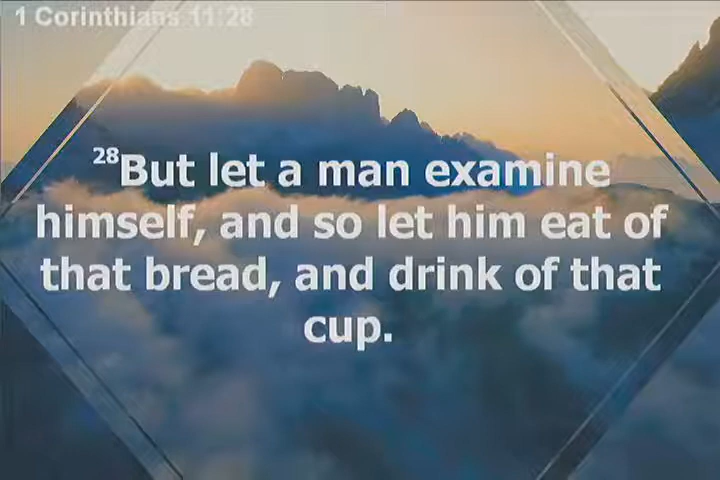 1 Corinthians 11:28
28But let a man examine
himself, and so let him eat of
that bread, and drink of that
cup.